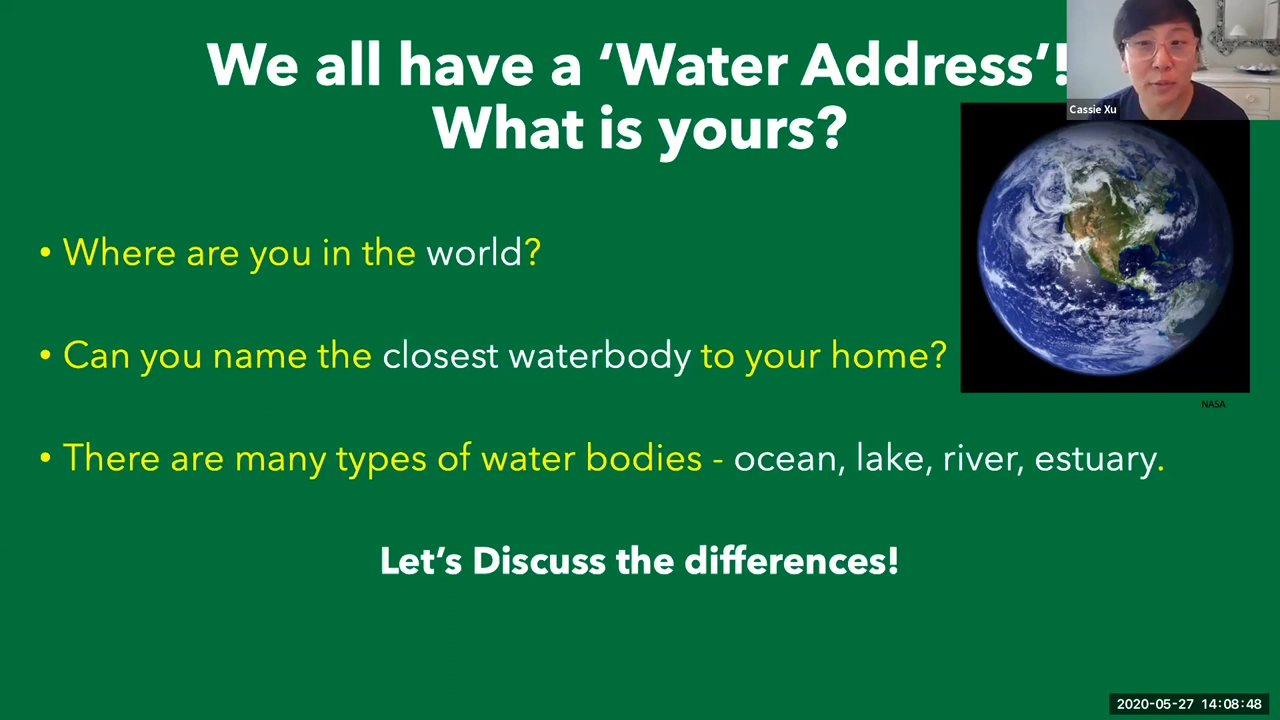 We all have a ‘Water Address’!
What is yours?
Cassie Xu
• Where are you in the world?
• Can you name the closest waterbody to your home?
NASA
• There are many types of water bodies - ocean, lake, river, estuary.
Let’s Discuss the differences!
2020-05-27 14:08:48